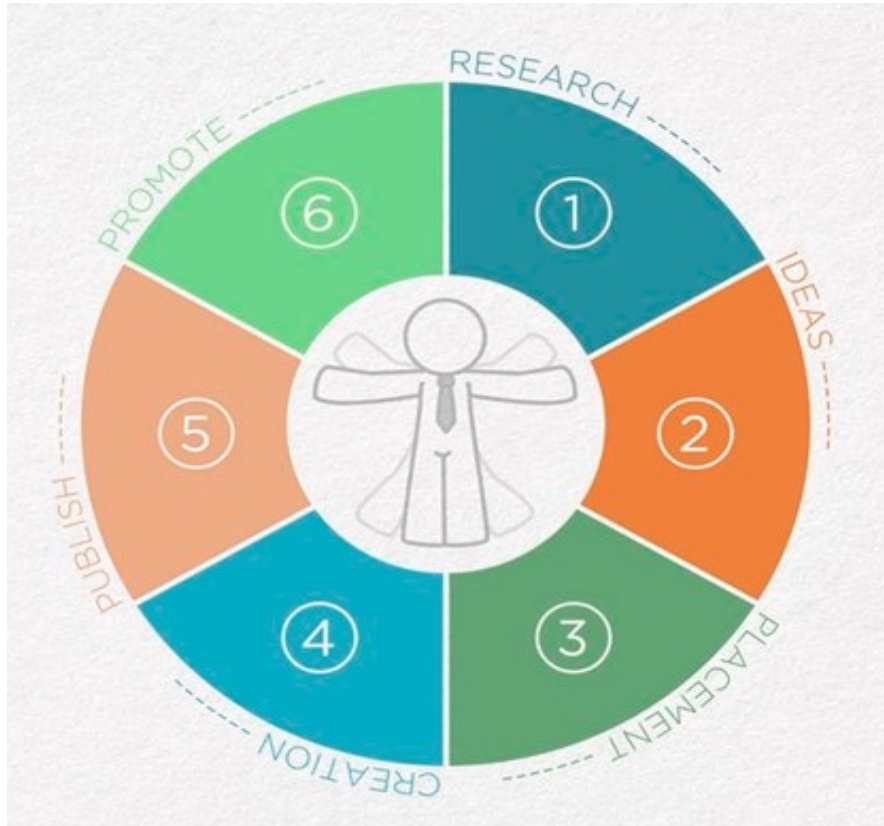 RESEARCH
1
IDEAS
2
PLACEMENT
3
CREATION
4
PUBLISH
5
PROMOTE
6